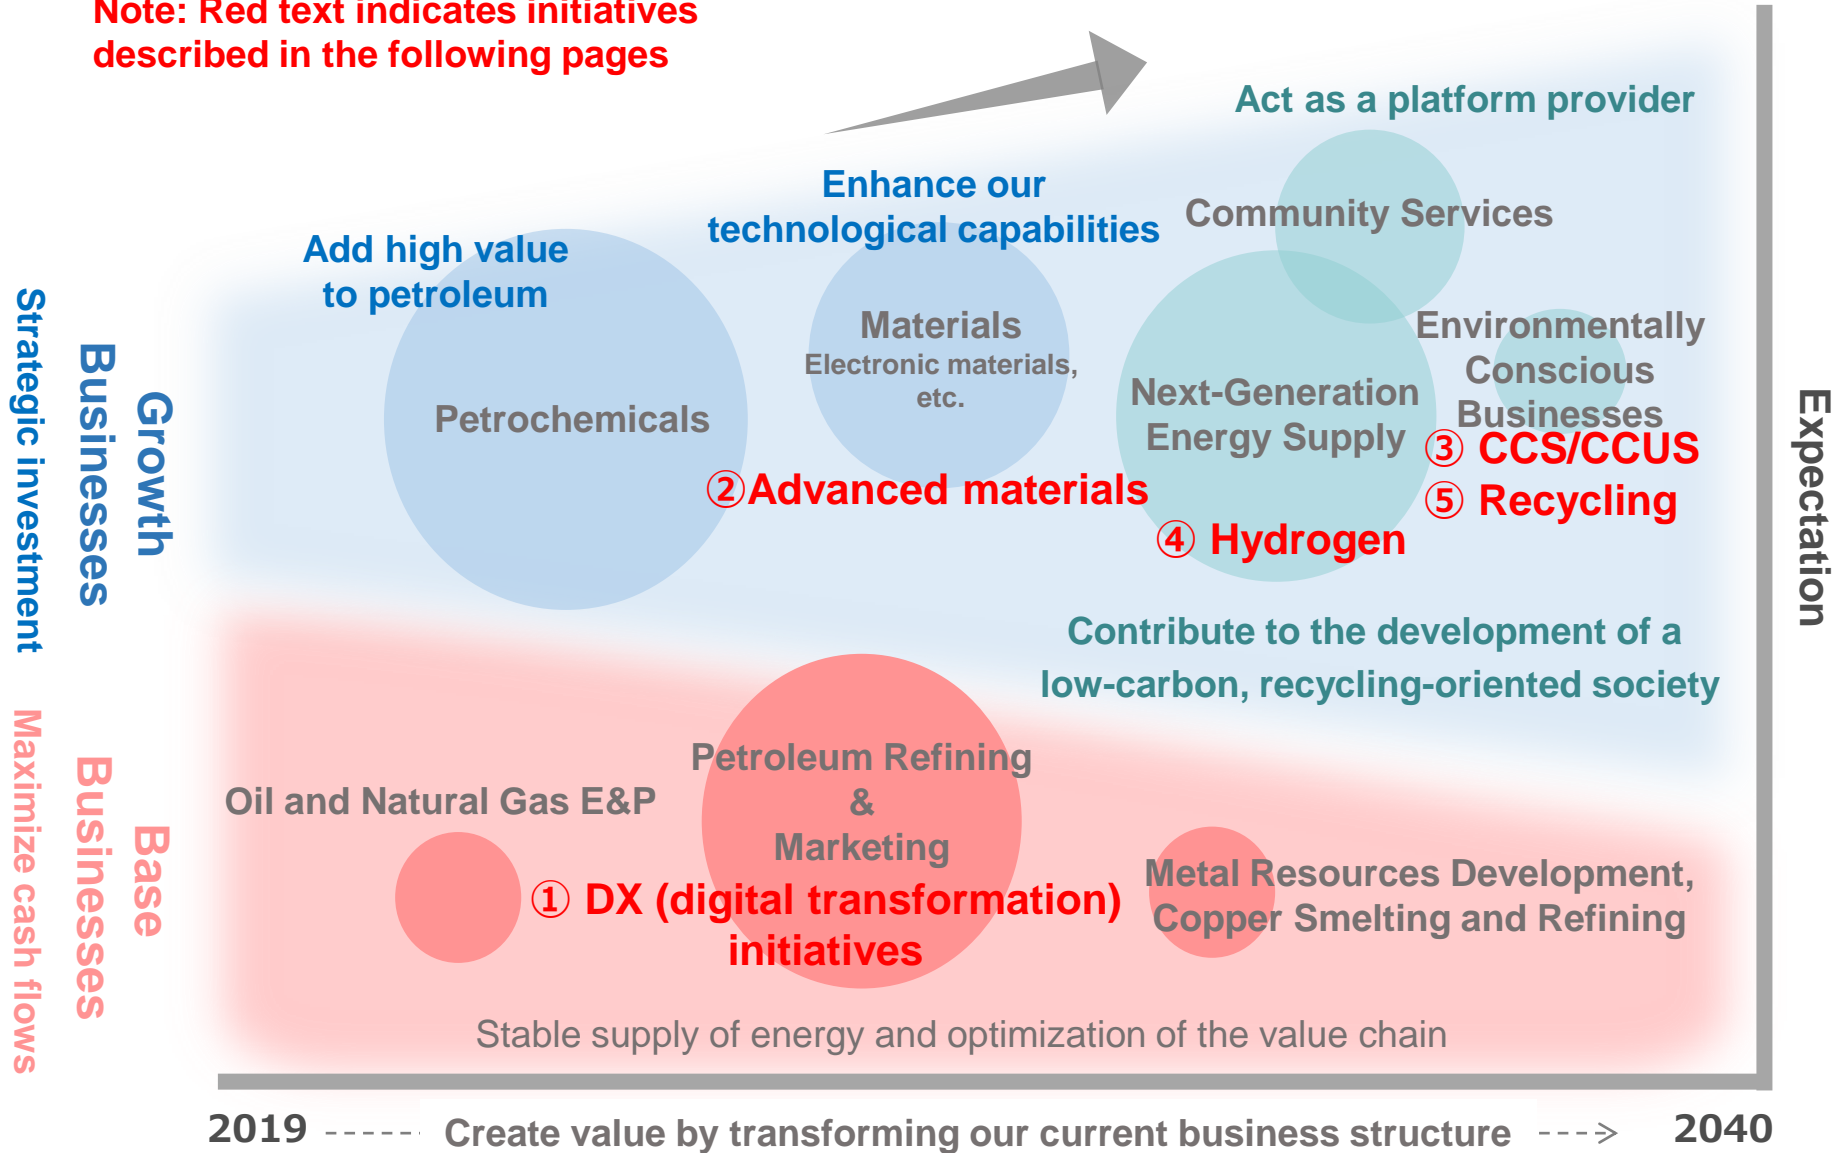 Note: Red text indicates initiatives
described in the following pages
Act as a platform provider
Enhance our
technological capabilities
Community Services
Add high value
to petroleum
Materials
Electronic materials,
etc.
Environmentally
Conscious
Businesses
Next-Generation
Energy Supply
Petrochemicals
③ CCS/CCUS
⑤ Recycling
②Advanced materials
④ Hydrogen
Growth
Businesses
Strategic investment
Expectation
Contribute to the development of a
low-carbon, recycling-oriented society
Petroleum Refining
&
Marketing
Oil and Natural Gas E&P
① DX (digital transformation)
initiatives
Metal Resources Development,
Copper Smelting and Refining
Base
Businesses
Maximize cash flows
Stable supply of energy and optimization of the value chain
2019 Create value by transforming our current business structure 2040